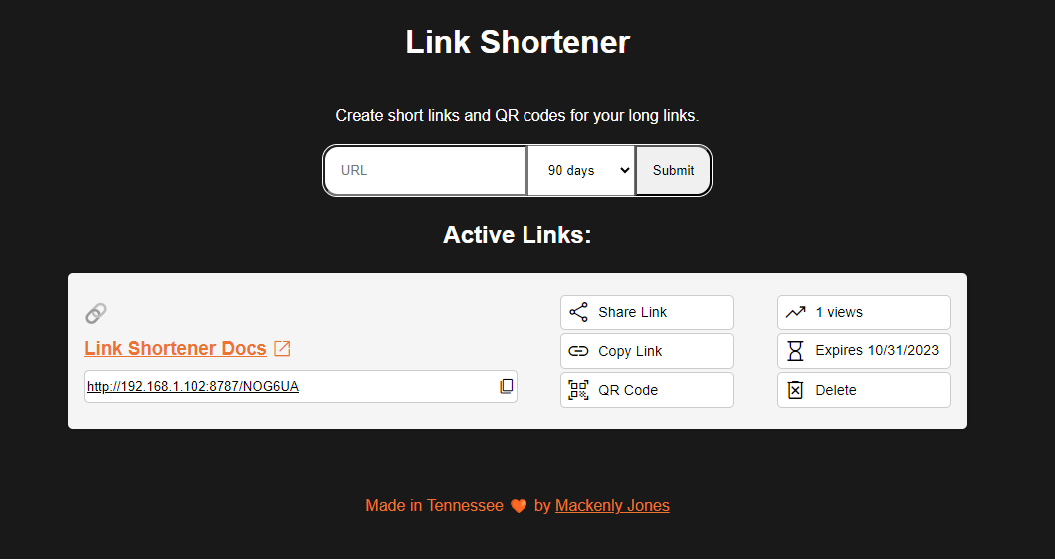 Link Shortener
Create short links and QR codes for your long links.
URL
90 days
Submit
Active Links:
Link Shortener Docs
http://192.168.1.102:8787/NOG6UA
Share Link
Copy Link
QR Code
1 views
Expires 10/31/2023
Delete
Made in Tennessee 🧡 by Mackenly Jones